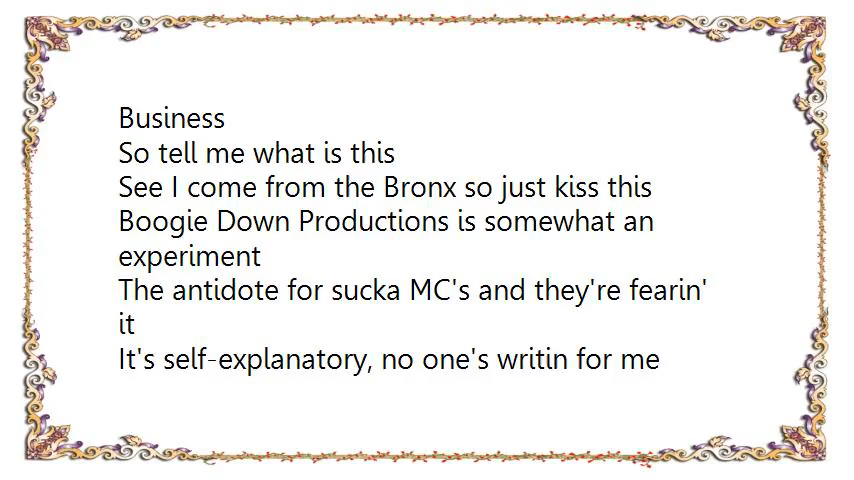 Business
So tell me what is this
See I come from the Bronx so just kiss this
Boogie Down Productions is somewhat an
experiment
The antidote for sucka MC's and they're fearin'
it
It's self-explanatory, no one's writin for me